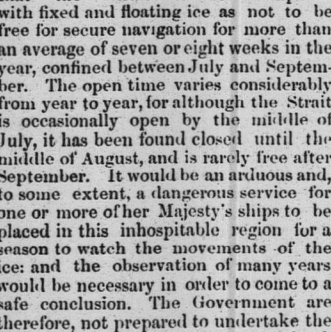 with fixed and floating ice as not to be
free for secure navigation for more than
an average of seven or eight weeks in the
year, confined between July and Septem-
ber. The open time varies considerably
from year to year, for although the Strait
is occasionally open by the middle of
July, it has been found closed until the
middle of August, and is rarely free after
September. It would be an arduous and,
to some extent, a dangerous service for
one or more of her Majesty's ships to be
placed in this inhospitable region for a
season to watch the movements of the
ice: and the observation of many years
would be necessary in order to come to a
safe conclusion. The Government are
therefore, not prepared to undertake the